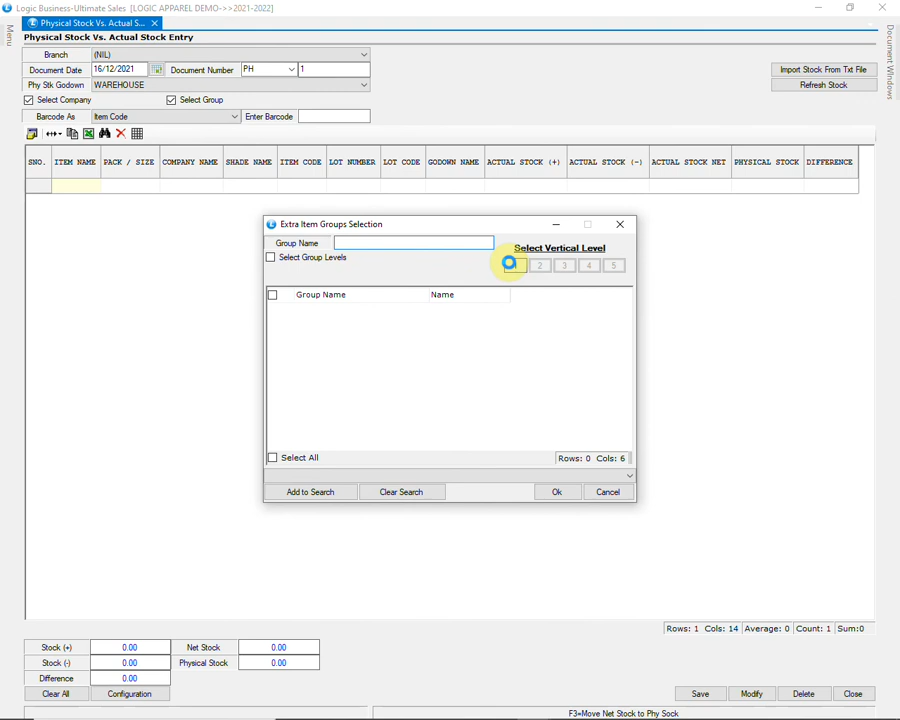 Logic Business-Ultimate Sales [LOGIC APPAREL DEMO->>2021-2022]
Menu
Physical Stock Vs. Actual S...
Document Windows
Physical Stock Vs. Actual Stock Entry
Branch (NIL)
Document Date 16/12/2021 Document Number PH 1 Import Stock From Txt File
Phy Stk Godown WAREHOUSE Refresh Stock
Select Company Select Group
Barcode As Item Code Enter Barcode
SNO. ITEM NAME PACK / SIZE COMPANY NAME SHADE NAME ITEM CODE LOT NUMBER LOT CODE GODOWN NAME ACTUAL STOCK (+) ACTUAL STOCK (-) ACTUAL STOCK NET PHYSICAL STOCK DIFFERENCE
Extra Item Groups Selection
Group Name Select Vertical Level
Select Group Levels
2 3 4 5
Group Name Name
Select All Rows: 0 Cols: 6
Add to Search Clear Search Ok Cancel
Rows: 1 Cols: 14 Average: 0 Count: 1 Sum:0
Stock (+) 0.00 Net Stock 0.00
Stock (-) 0.00 Physical Stock 0.00
Difference 0.00
Clear All Configuration Save Modify Delete Close
F3=Move Net Stock to Phy Sock